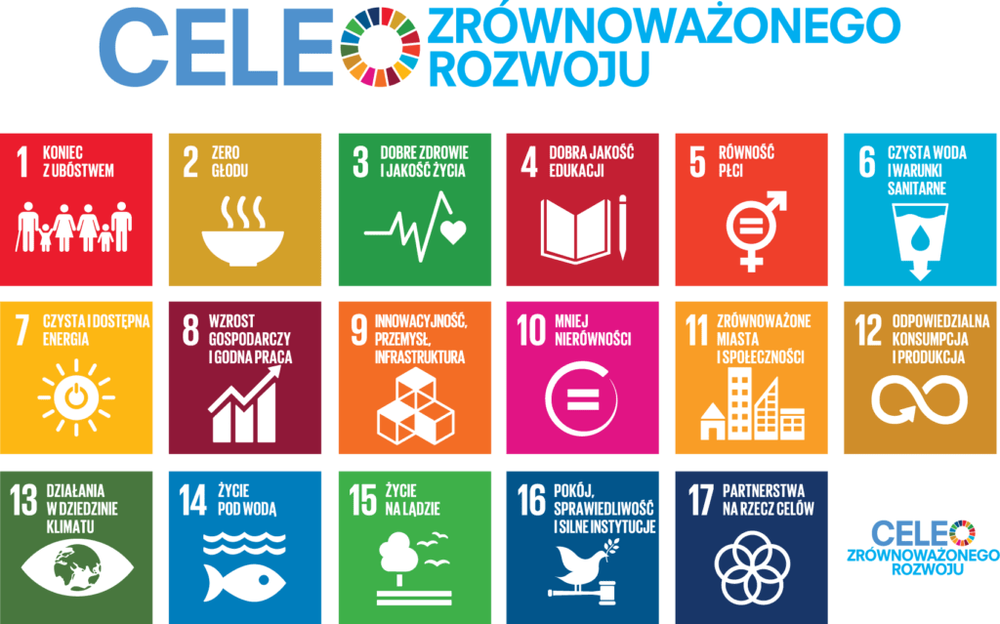 CELE
ZRÓWNOWAŻONEGO
ROZWOJU
1 KONIEC
Z UBÓSTWEM
2 ZERO
GŁODU
3 DOBRE ZDROWIE
I JAKOŚĆ ŻYCIA
4 DOBRA JAKOŚĆ
EDUKACJI
5 RÓWNOŚĆ
PŁCI
6 CZYSTA WODA
I WARUNKI
SANITARNE
7 CZYSTA I DOSTĘPNA
ENERGIA
8 WZROST
GOSPODARCZY
I GODNA PRACA
9 INNOWACYJNOŚĆ,
PRZEMYSŁ,
INFRASTRUKTURA
10 MNIEJ
NIERÓWNOŚCI
11 ZRÓWNOWAŻONE
MIASTA
I SPOŁECZNOŚCI
12 ODPOWIEDZIALNA
KONSUMPCJA
I PRODUKCJA
13 DZIAŁANIA
W DZIEDZINIE
KLIMATU
14 ŻYCIE
POD WODĄ
15 ŻYCIE
NA LĄDZIE
16 POKÓJ,
SPRAWIEDLIWOŚĆ
I SILNE INSTYTUCJE
17 PARTNERSTWA
NA RZECZ CELÓW
CELE
ZRÓWNOWAŻONEGO
ROZWOJU